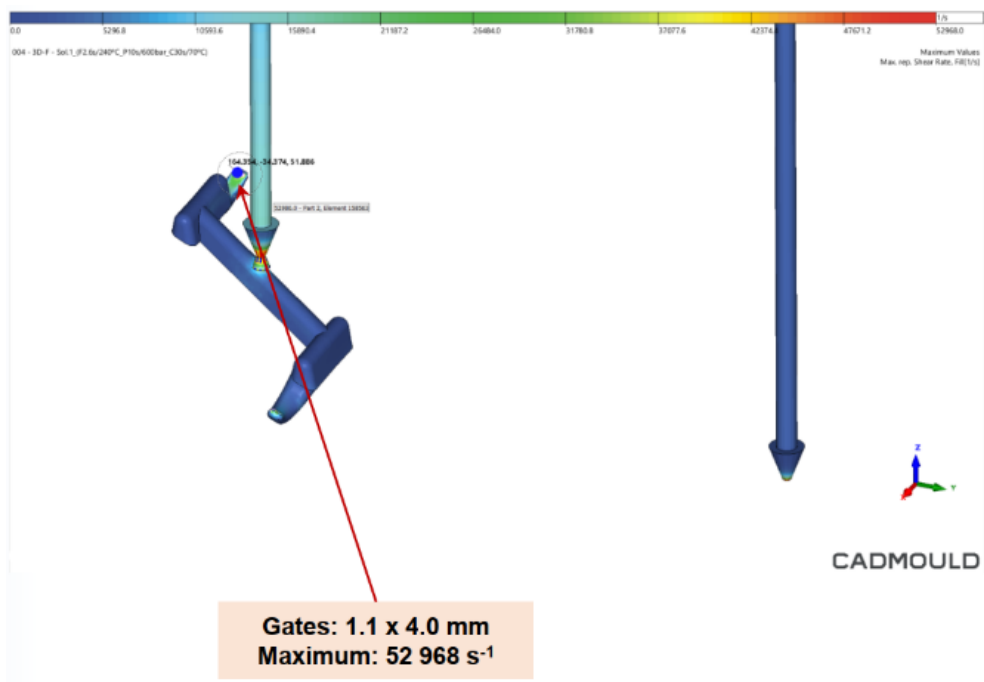 0.0 5296.8 10593.6 15890.4 21187.2 26484.0 31780.8 37077.6 42374.4 47671.2 52968.0
1/s
004 - 3D-F - Sol.1_(F2.6s/240°C_P10s/600bar_C30s/70°C)
Maximum Values
Max. rep. Shear Rate, Fill[1/s]
164.354, -34.374, 51.886
52968.0 - Part 2, Element
Z
Y
X
CADMOULD
Gates: 1.1 x 4.0 mm
Maximum: 52 968 s⁻¹